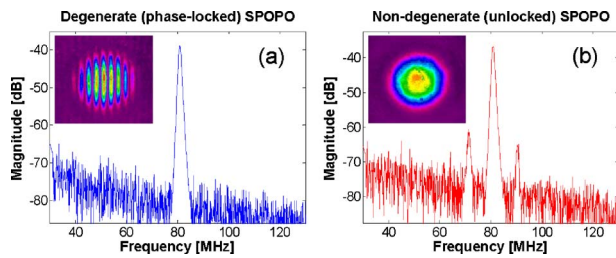 Degenerate (phase-locked) SPOPO
(a)
-40
-50
-60
-70
-80
Magnitude [dB]
40 60 80 100 120
Frequency [MHz]
Non-degenerate (unlocked) SPOPO
(b)
-40
-50
-60
-70
-80
Magnitude [dB]
40 60 80 100 120
Frequency [MHz]